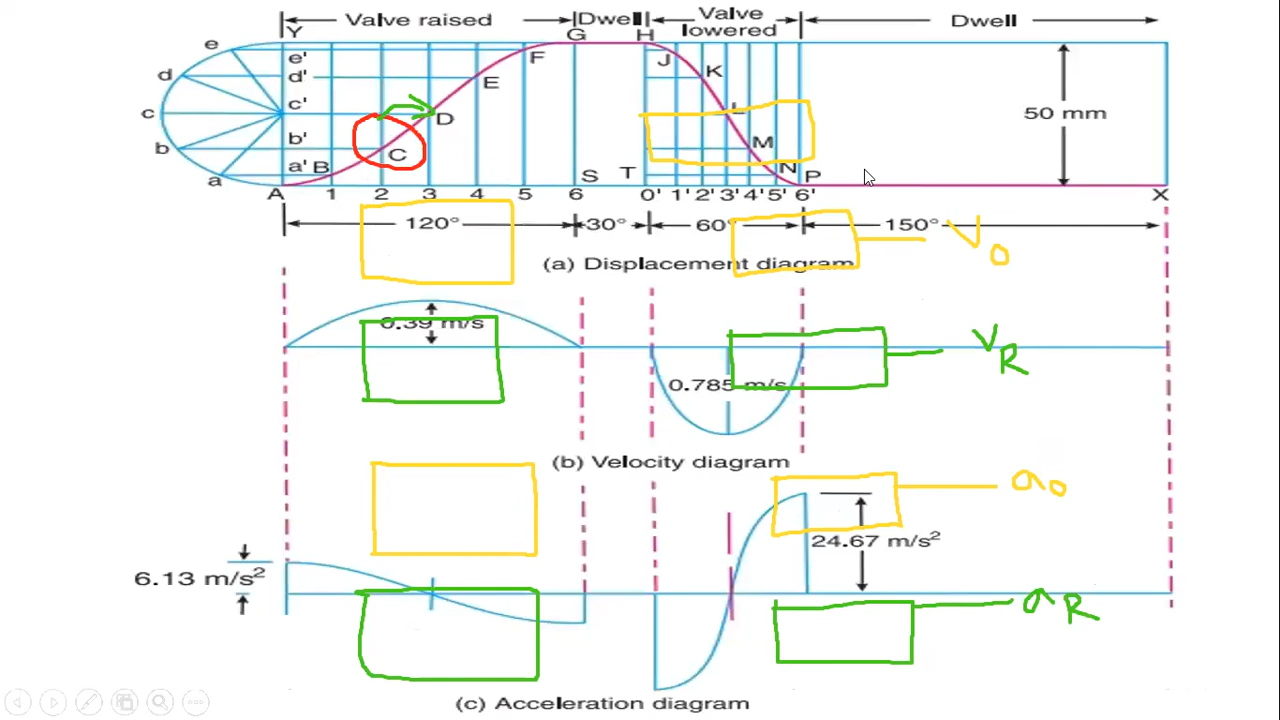 Valve raised Dwell Valve lowered Dwell
Y G H
e e' F J
d d' E K
c c' D L 50 mm
b b' C M
a a' B S T N P
A 1 2 3 4 5 6 0' 1' 2' 3' 4' 5' 6' X
120° 30° 60° 150° Vo
(a) Displacement diagram
0.39 m/s VR
0.785 m/s
(b) Velocity diagram
ao
24.67 m/s²
6.13 m/s²
aR
(c) Acceleration diagram